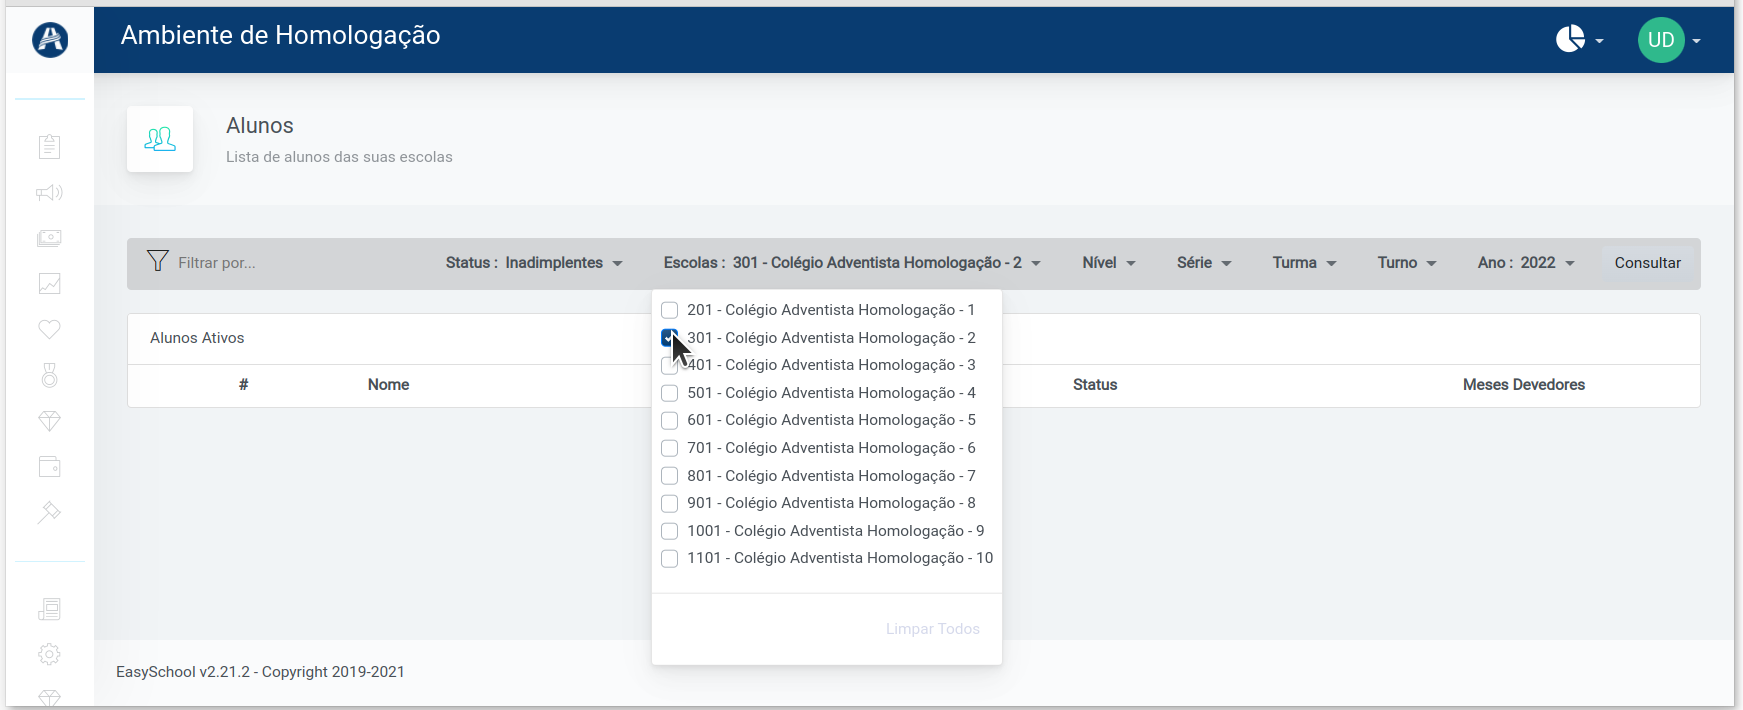 Ambiente de Homologação
UD
Alunos
Lista de alunos das suas escolas
Filtrar por... Status : Inadimplentes Escolas : 301 - Colégio Adventista Homologação - 2 Nível Série Turma Turno Ano : 2022 Consultar
201 - Colégio Adventista Homologação - 1
301 - Colégio Adventista Homologação - 2
401 - Colégio Adventista Homologação - 3
501 - Colégio Adventista Homologação - 4
601 - Colégio Adventista Homologação - 5
701 - Colégio Adventista Homologação - 6
801 - Colégio Adventista Homologação - 7
901 - Colégio Adventista Homologação - 8
1001 - Colégio Adventista Homologação - 9
1101 - Colégio Adventista Homologação - 10
Limpar Todos
Alunos Ativos
# Nome Status Meses Devedores
EasySchool v2.21.2 - Copyright 2019-2021